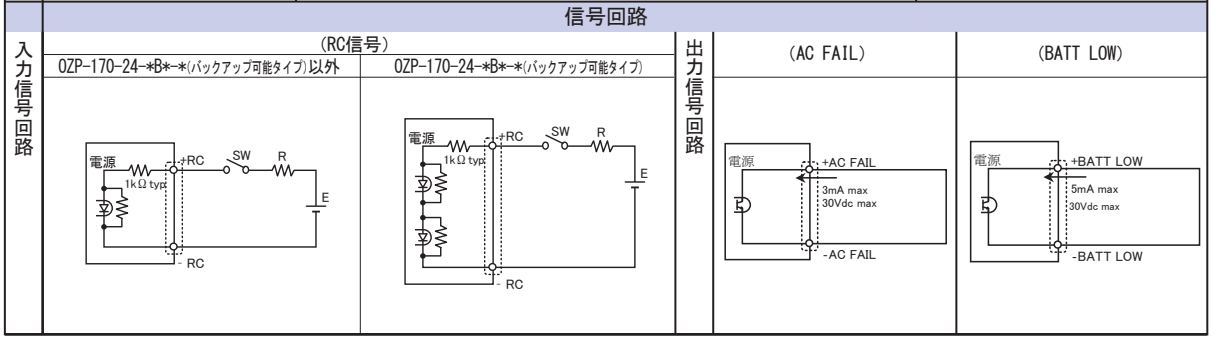 信号回路
入力信号回路
(RC信号)
OZP-170-24-*B*-*(バックアップ可能タイプ)以外
電源
1kΩ typ
+RC
SW
R
E
- RC
OZP-170-24-*B*-*(バックアップ可能タイプ)
電源
1kΩ typ
+RC
SW
R
E
- RC
出力信号回路
(AC FAIL)
電源
+AC FAIL
3mA max
30Vdc max
-AC FAIL
(BATT LOW)
電源
+BATT LOW
5mA max
30Vdc max
-BATT LOW